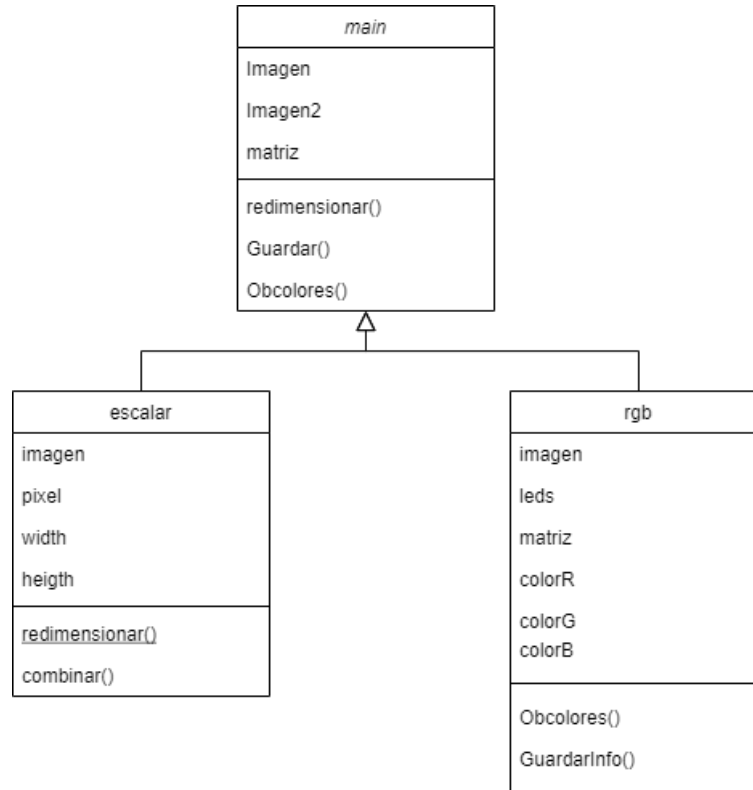 main
Imagen
Imagen2
matriz
redimensionar()
Guardar()
Obcolores()
escalar
imagen
pixel
width
heigth
redimensionar()
combinar()
rgb
imagen
leds
matriz
colorR
colorG
colorB
Obcolores()
GuardarInfo()